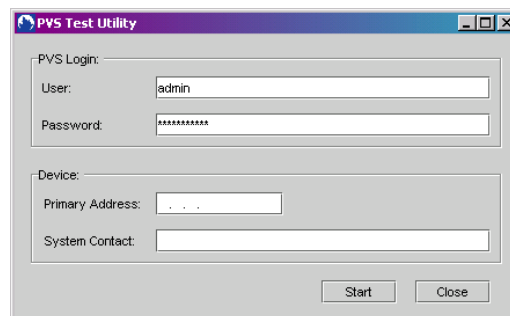 PVS Test Utility
PVS Login:
User: admin
Password: ***********
Device:
Primary Address: . . .
System Contact:
Start Close